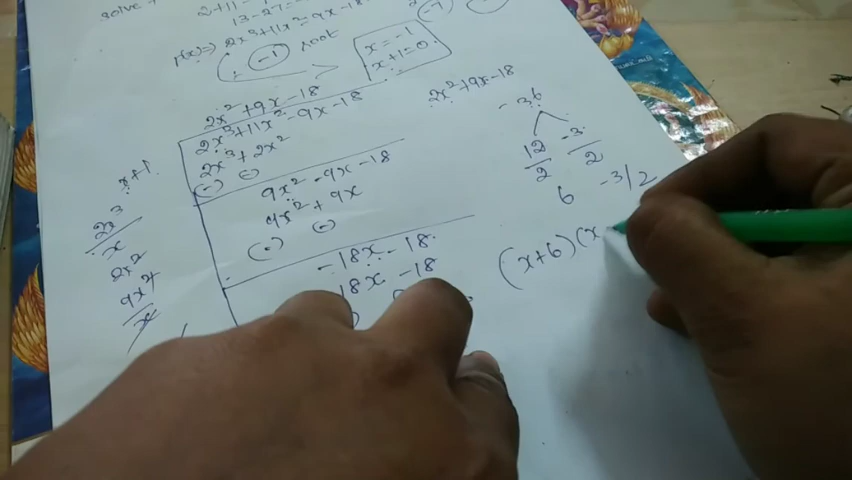 solve
2+11-
13-27=
p(x)=> 2x³+11x²-9x-18
(-1) root
x=-1
x+1=0
2x²+9x-18
2x²+9x-18
x+1
2x³+11x²-9x-18
2x³+2x²
(-) (-)
9x²-9x-18
9x²+9x
(-) (-)
-18x-18
18x-18
2x³/x
2x²
9x²/x
-36
12/2 -3/2
6 -3/2
(x+6)(x